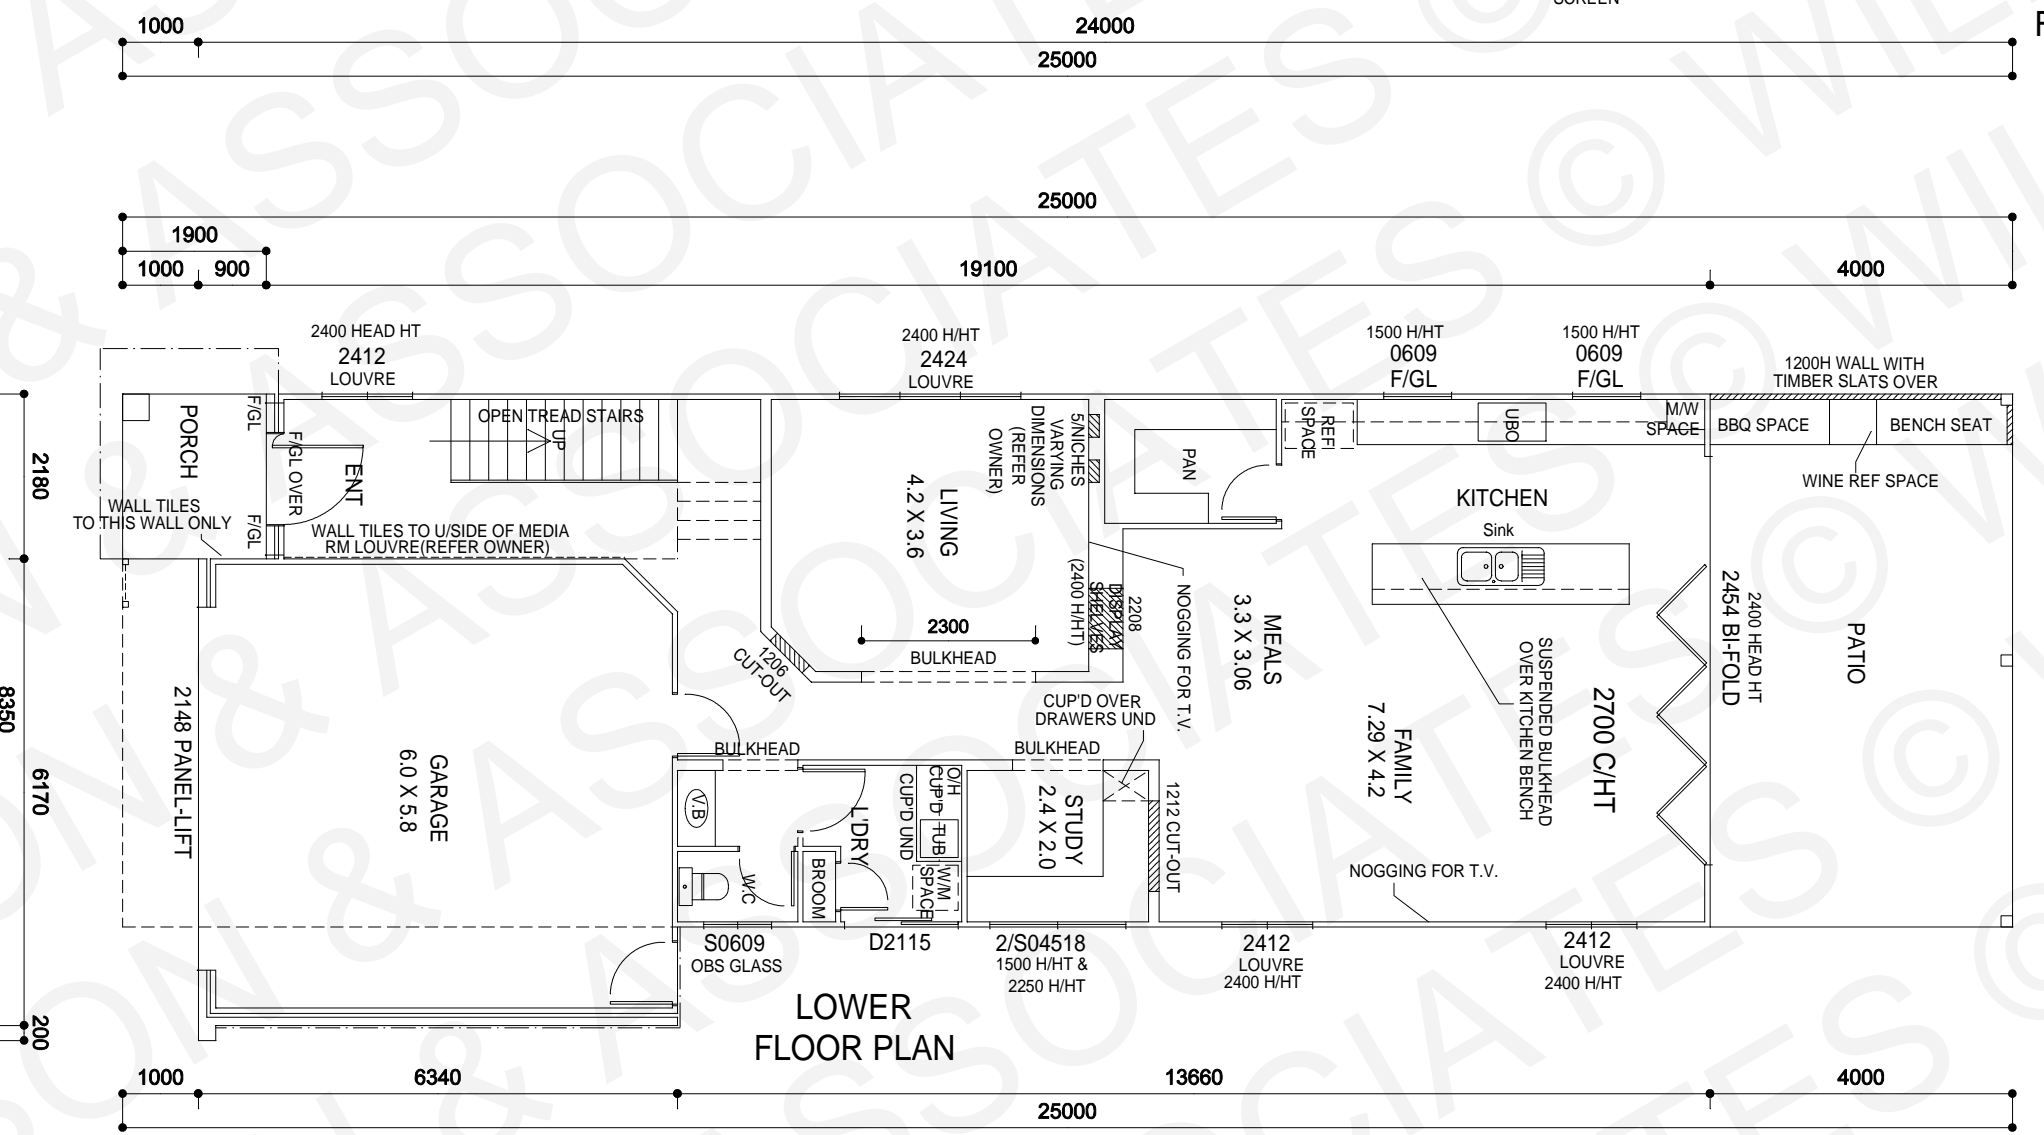 SCREEN
1000
24000
25000
25000
1900
1000
900
19100
4000
2400 HEAD HT
2412
LOUVRE
2400 H/HT
2424
LOUVRE
1500 H/HT
0609
F/GL
1500 H/HT
0609
F/GL
1200H WALL WITH
TIMBER SLATS OVER
PORCH
F/GL
F/GL OVER
F/GL
ENT
OPEN TREAD STAIRS
UP
WALL TILES
TO THIS WALL ONLY
WALL TILES TO U/SIDE OF MEDIA
RM LOUVRE(REFER OWNER)
LIVING
4.2 X 3.6
5/NICHES
VARYING
DIMENSIONS
(REFER
OWNER)
PAN
REF
SPACE
UBO
M/W
SPACE
BBQ SPACE
BENCH SEAT
WINE REF SPACE
KITCHEN
Sink
2180
8350
6170
200
2148 PANEL-LIFT
GARAGE
6.0 X 5.8
1206
CUT-OUT
2300
BULKHEAD
2208
DISPLAY
SHELVES
(2400 H/HT)
NOGGING FOR T.V.
MEALS
3.3 X 3.06
CUP'D OVER
DRAWERS UND
SUSPENDED BULKHEAD
OVER KITCHEN BENCH
2700 C/HT
FAMILY
7.29 X 4.2
2400 HEAD HT
2454 BI-FOLD
PATIO
BULKHEAD
BULKHEAD
V.B
W.C
BROOM
L'DRY
O/H
CUP'D
CUP'D UND
TUB
W/M
SPACE
STUDY
2.4 X 2.0
1212 CUT-OUT
NOGGING FOR T.V.
S0609
OBS GLASS
D2115
2/S04518
1500 H/HT &
2250 H/HT
2412
LOUVRE
2400 H/HT
2412
LOUVRE
2400 H/HT
LOWER
FLOOR PLAN
1000
6340
13660
4000
25000
& ASSOCIATES ©